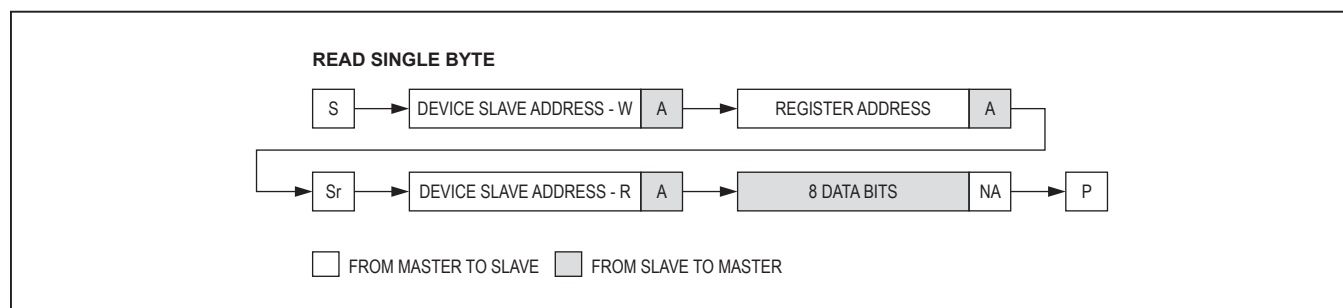 READ SINGLE BYTE
S DEVICE SLAVE ADDRESS - W A REGISTER ADDRESS A
Sr DEVICE SLAVE ADDRESS - R A 8 DATA BITS NA P
FROM MASTER TO SLAVE FROM SLAVE TO MASTER